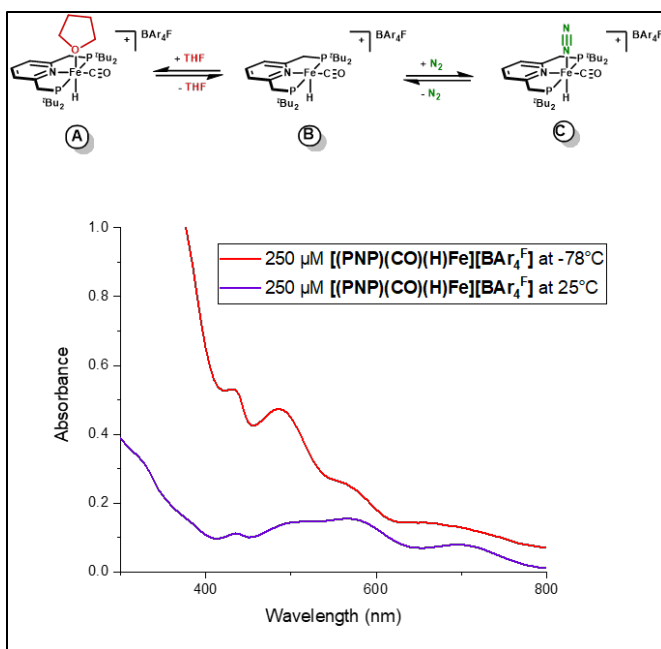 O
+ BAr4F
P tBu2
N Fe C≡O
H
P
tBu2
A
+ THF
- THF
+ BAr4F
P tBu2
N Fe C≡O
H
P
tBu2
B
+ N2
- N2
N
N
+ BAr4F
P tBu2
N Fe C≡O
H
P
tBu2
C
250 µM [(PNP)(CO)(H)Fe][BAr4F] at -78°C
250 µM [(PNP)(CO)(H)Fe][BAr4F] at 25°C
1.0
0.8
0.6
0.4
0.2
0.0
Absorbance
400
600
800
Wavelength (nm)